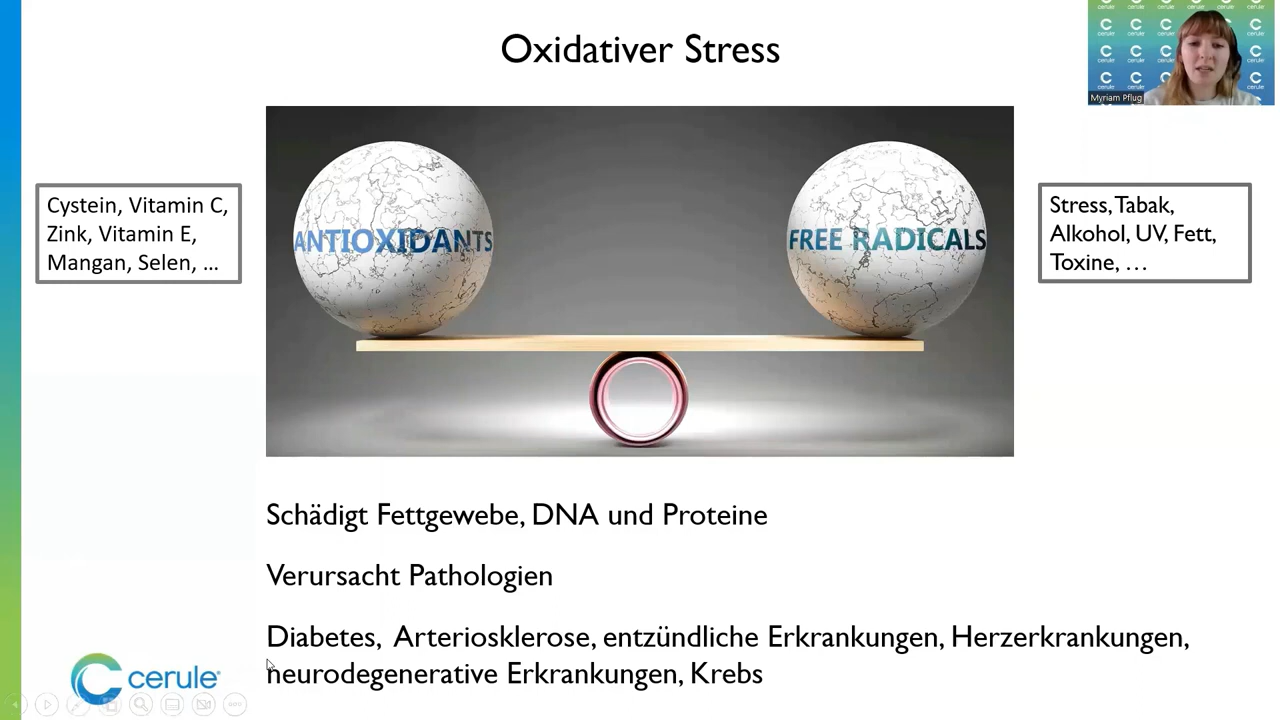 Oxidativer Stress
cerule
Myriam Pflug
Cystein, Vitamin C,
Zink, Vitamin E,
Mangan, Selen, ...
ANTIOXIDANTS
FREE RADICALS
Stress, Tabak,
Alkohol, UV, Fett,
Toxine, ...
Schädigt Fettgewebe, DNA und Proteine
Verursacht Pathologien
Diabetes, Arteriosklerose, entzündliche Erkrankungen, Herzerkrankungen,
neurodegenerative Erkrankungen, Krebs
cerule